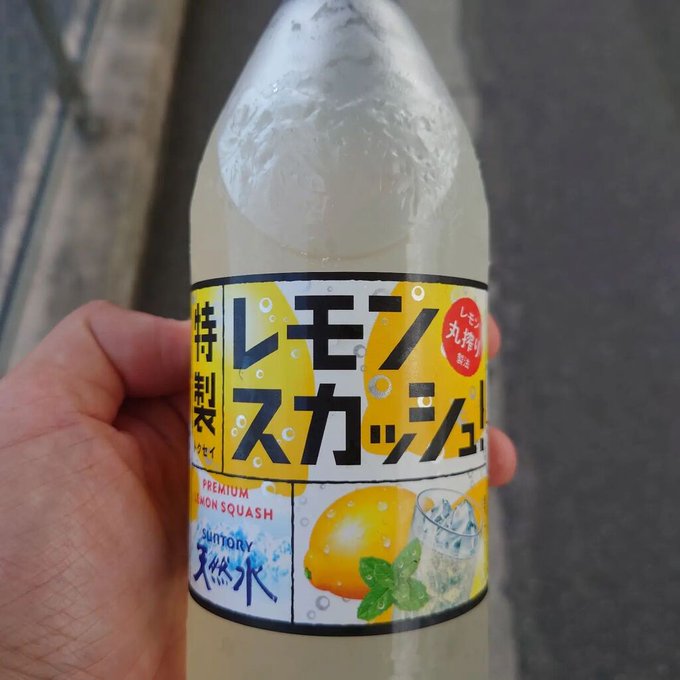 特製
トクセイ
レモン
スカッシュ!
レモン
丸搾り
製法
PREMIUM
LEMON SQUASH
SUNTORY
天然水